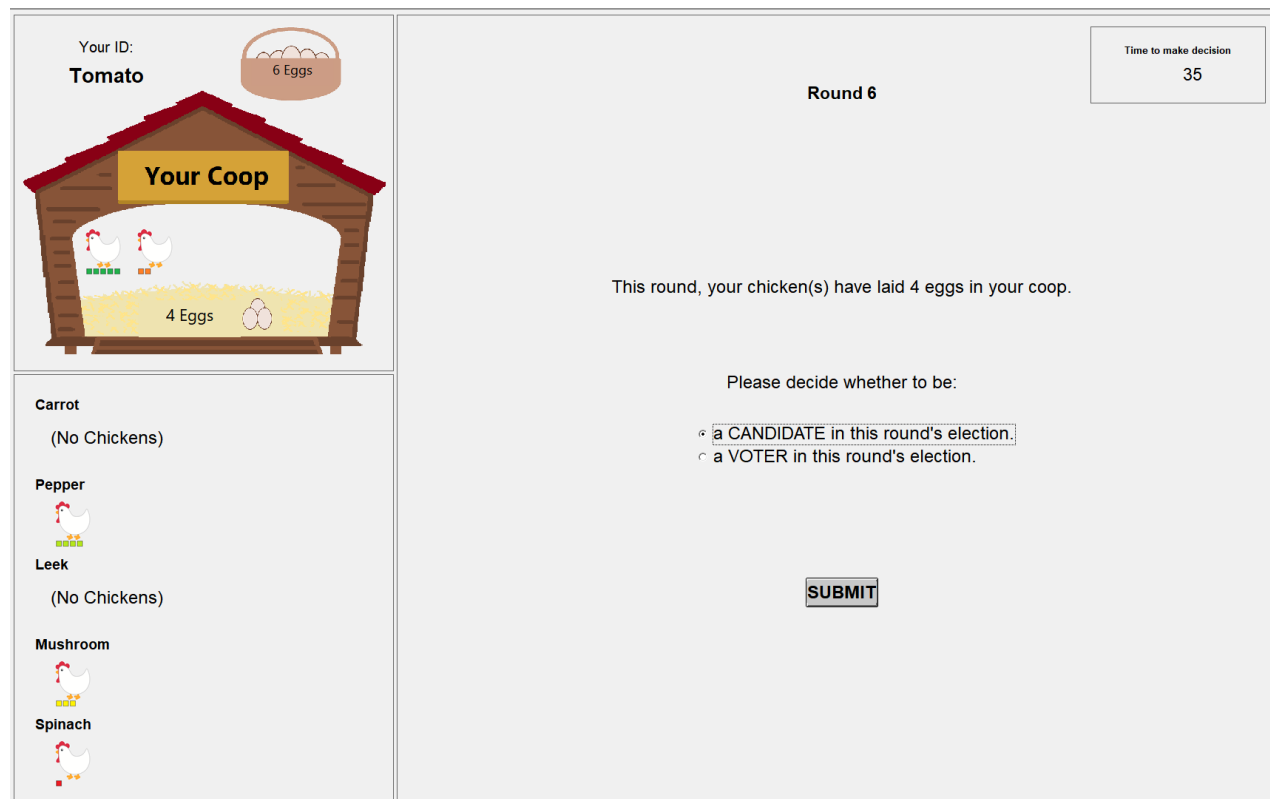 Your ID:
Tomato
6 Eggs
Your Coop
4 Eggs
Carrot
(No Chickens)
Pepper
Leek
(No Chickens)
Mushroom
Spinach
Time to make decision
35
Round 6
This round, your chicken(s) have laid 4 eggs in your coop.
Please decide whether to be:
a CANDIDATE in this round's election.
a VOTER in this round's election.
SUBMIT